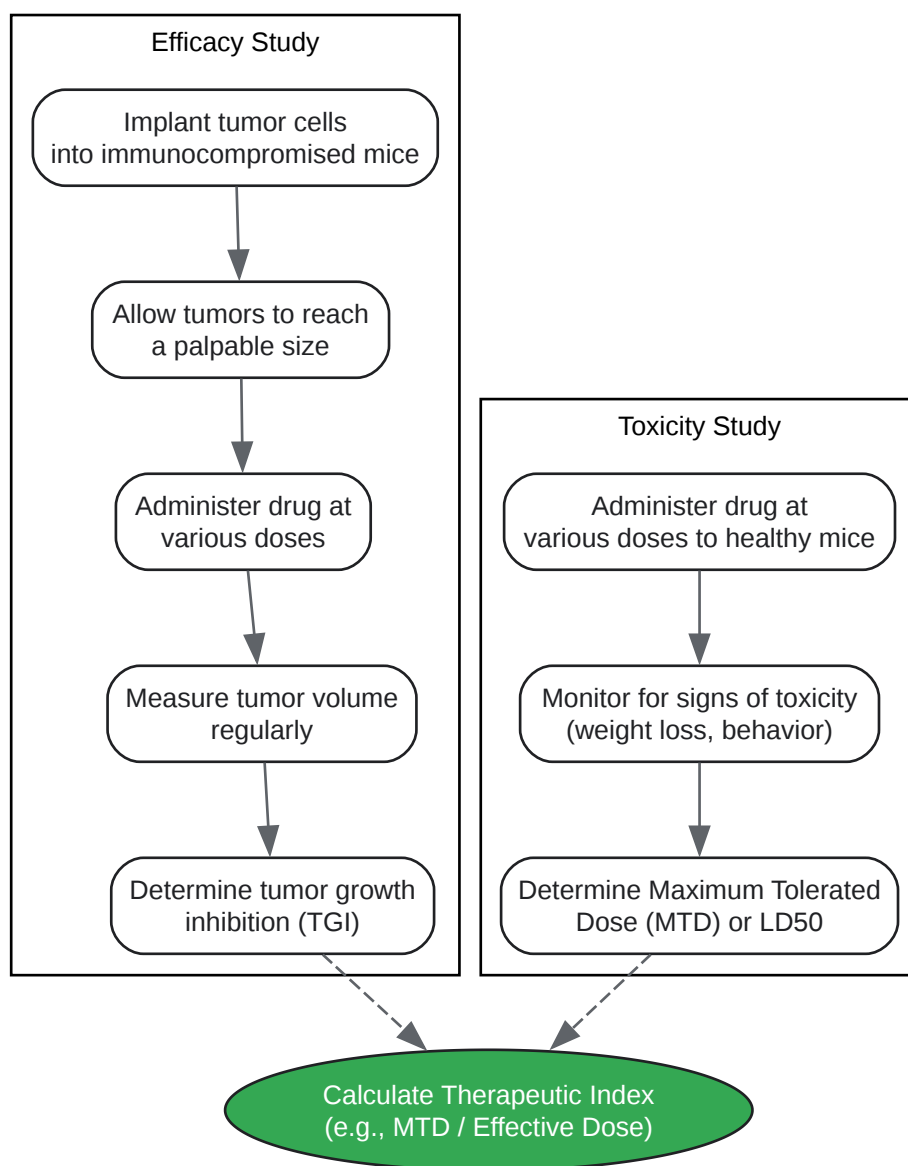 Efficacy Study
Implant tumor cells
into immunocompromised mice
Allow tumors to reach
a palpable size
Administer drug at
various doses
Measure tumor volume
regularly
Determine tumor growth
inhibition (TGI)
Toxicity Study
Administer drug at
various doses to healthy mice
Monitor for signs of toxicity
(weight loss, behavior)
Determine Maximum Tolerated
Dose (MTD) or LD50
Calculate Therapeutic Index
(e.g., MTD / Effective Dose)